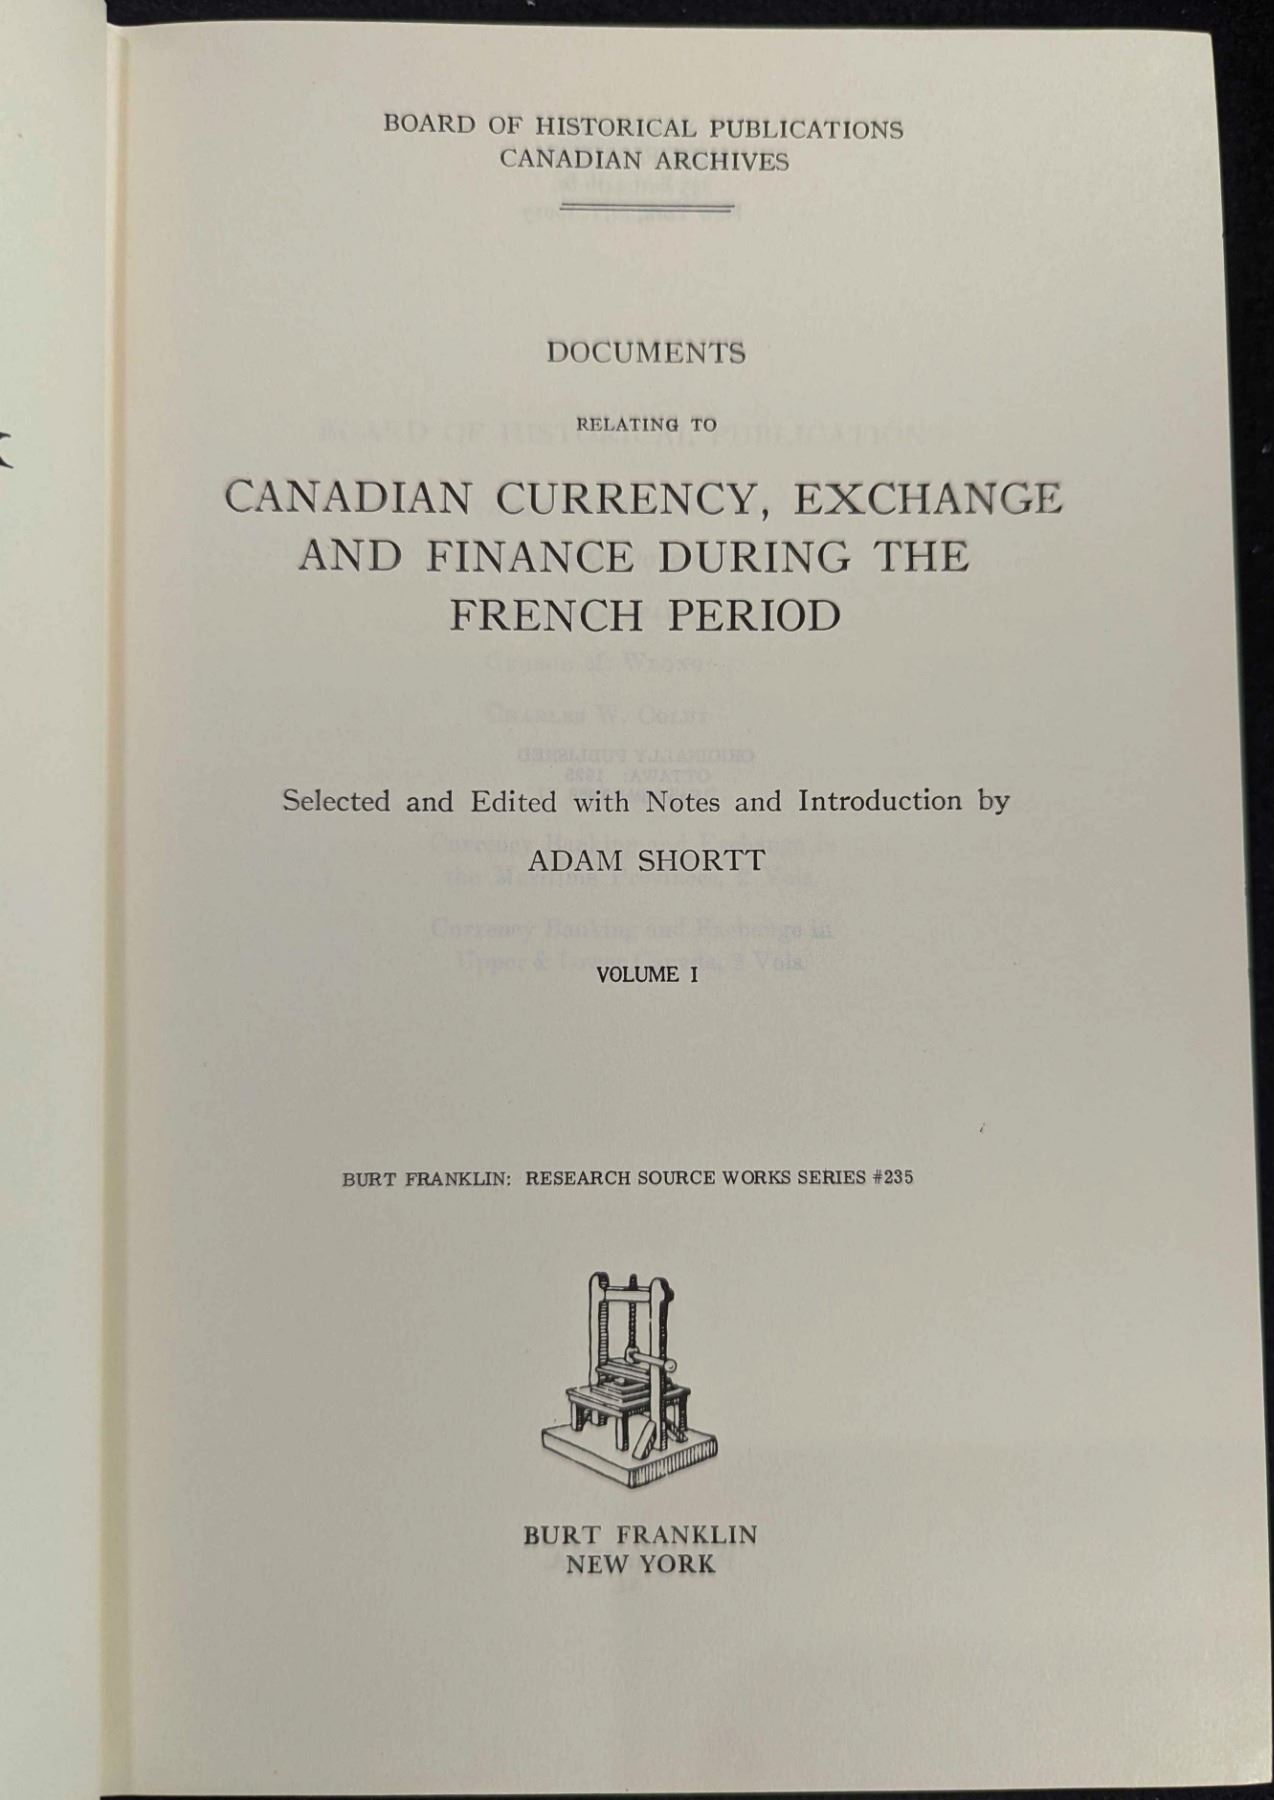 BOARD OF HISTORICAL PUBLICATIONS
CANADIAN ARCHIVES
DOCUMENTS
RELATING TO
CANADIAN CURRENCY, EXCHANGE
AND FINANCE DURING THE
FRENCH PERIOD
Selected and Edited with Notes and Introduction by
ADAM SHORTT
VOLUME I
BURT FRANKLIN: RESEARCH SOURCE WORKS SERIES #235
BURT FRANKLIN
NEW YORK